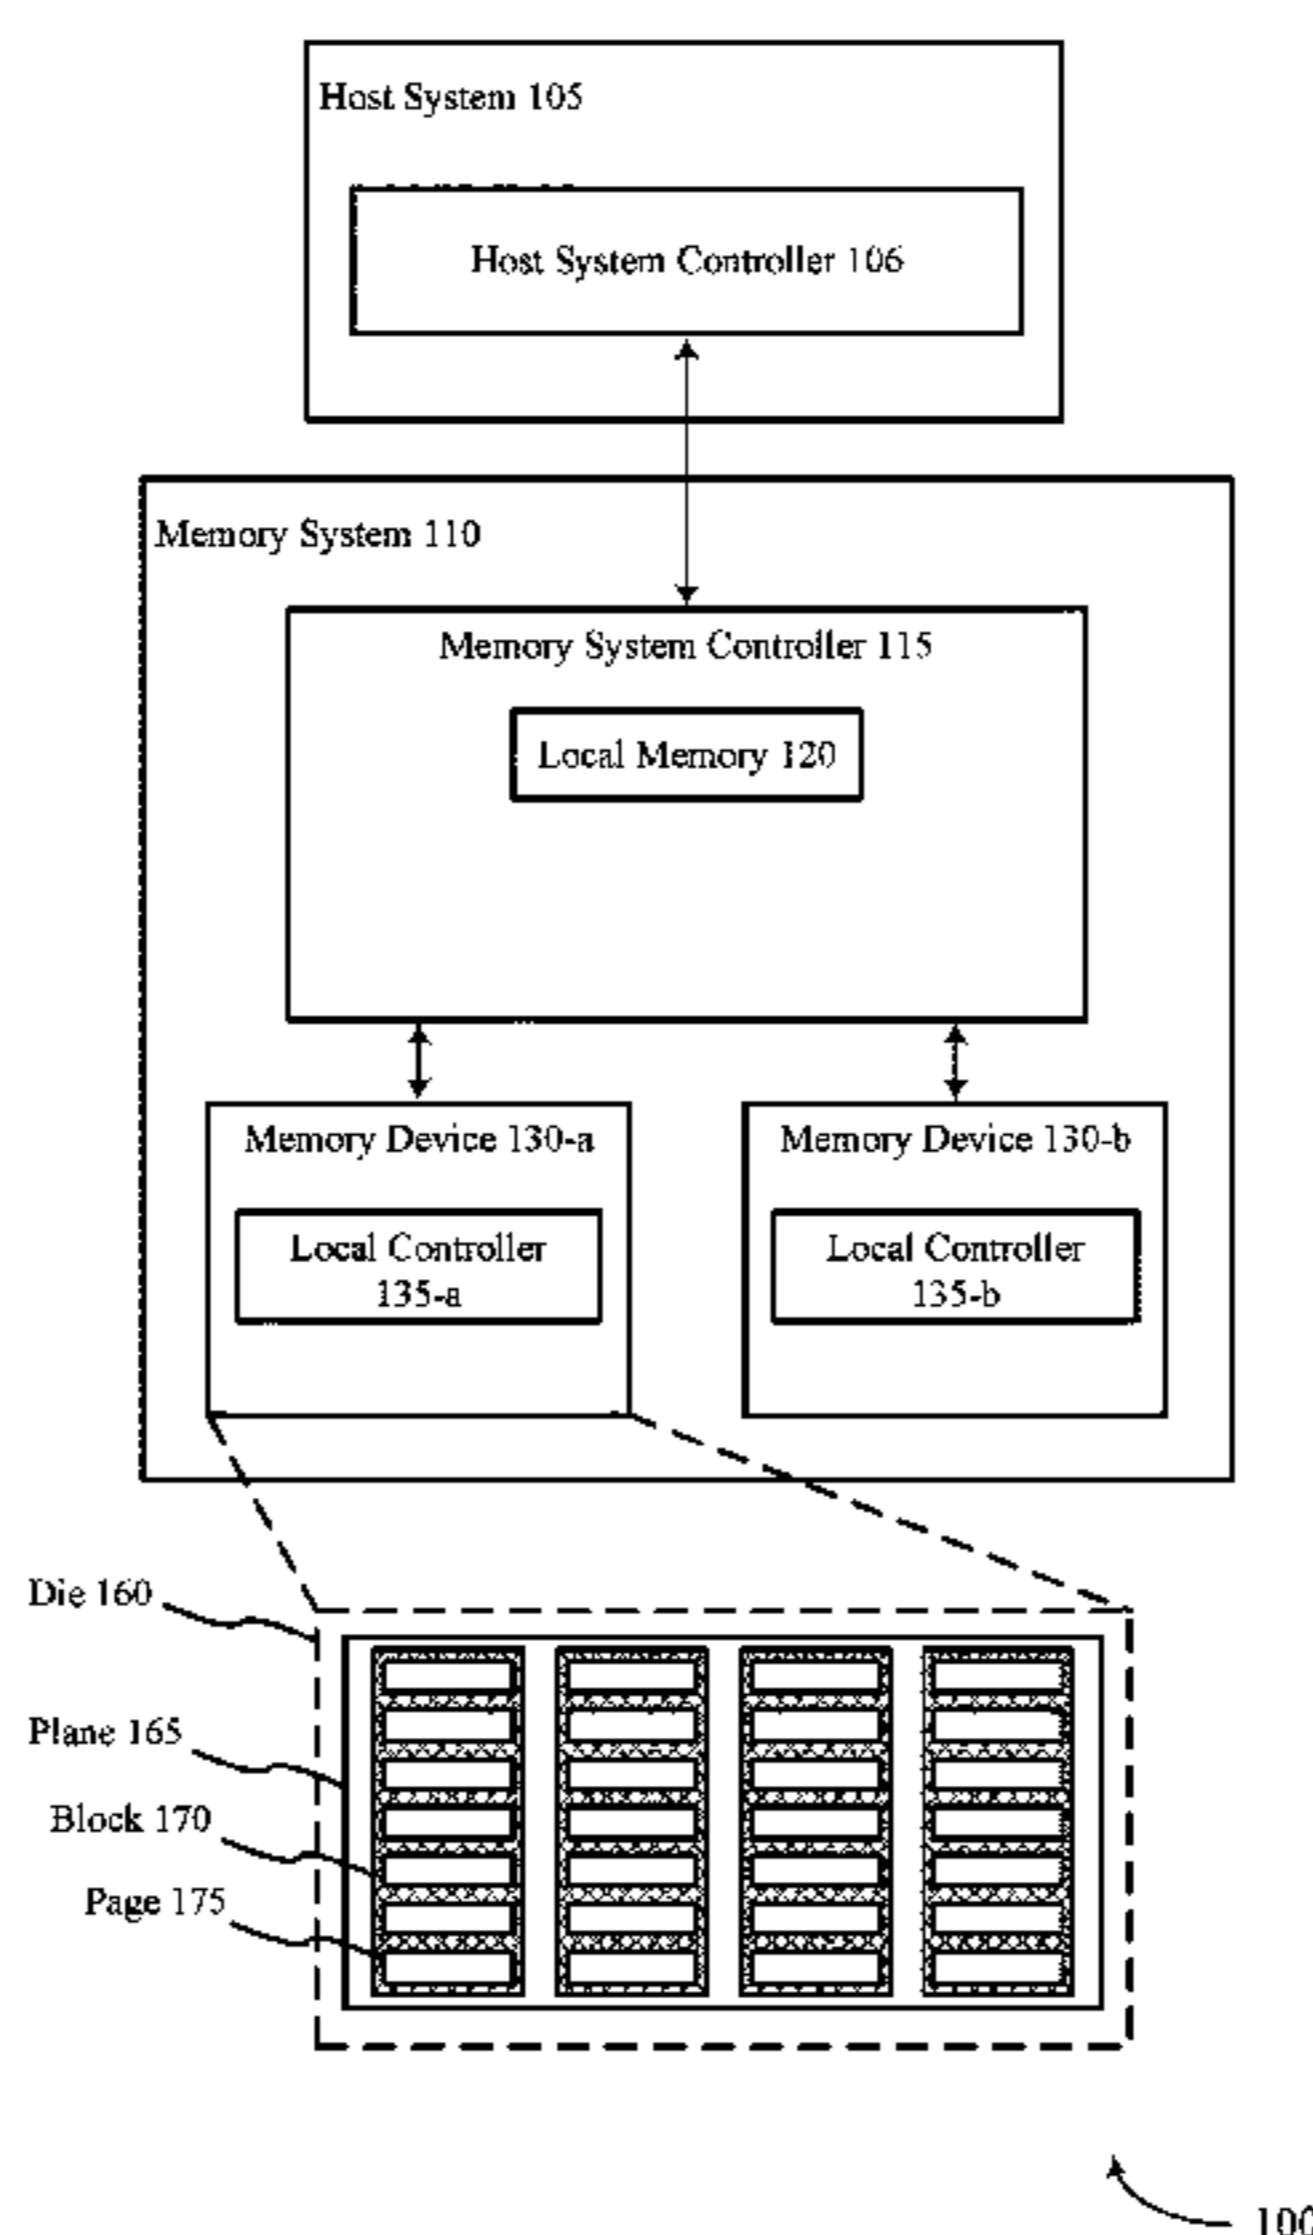 Host System 105
Host System Controller 106
Memory System 110
Memory System Controller 115
Local Memory 120
Memory Device 130-a
Memory Device 130-b
Local Controller
135-a
Local Controller
135-b
Die 160
Plane 165
Block 170
Page 175
100